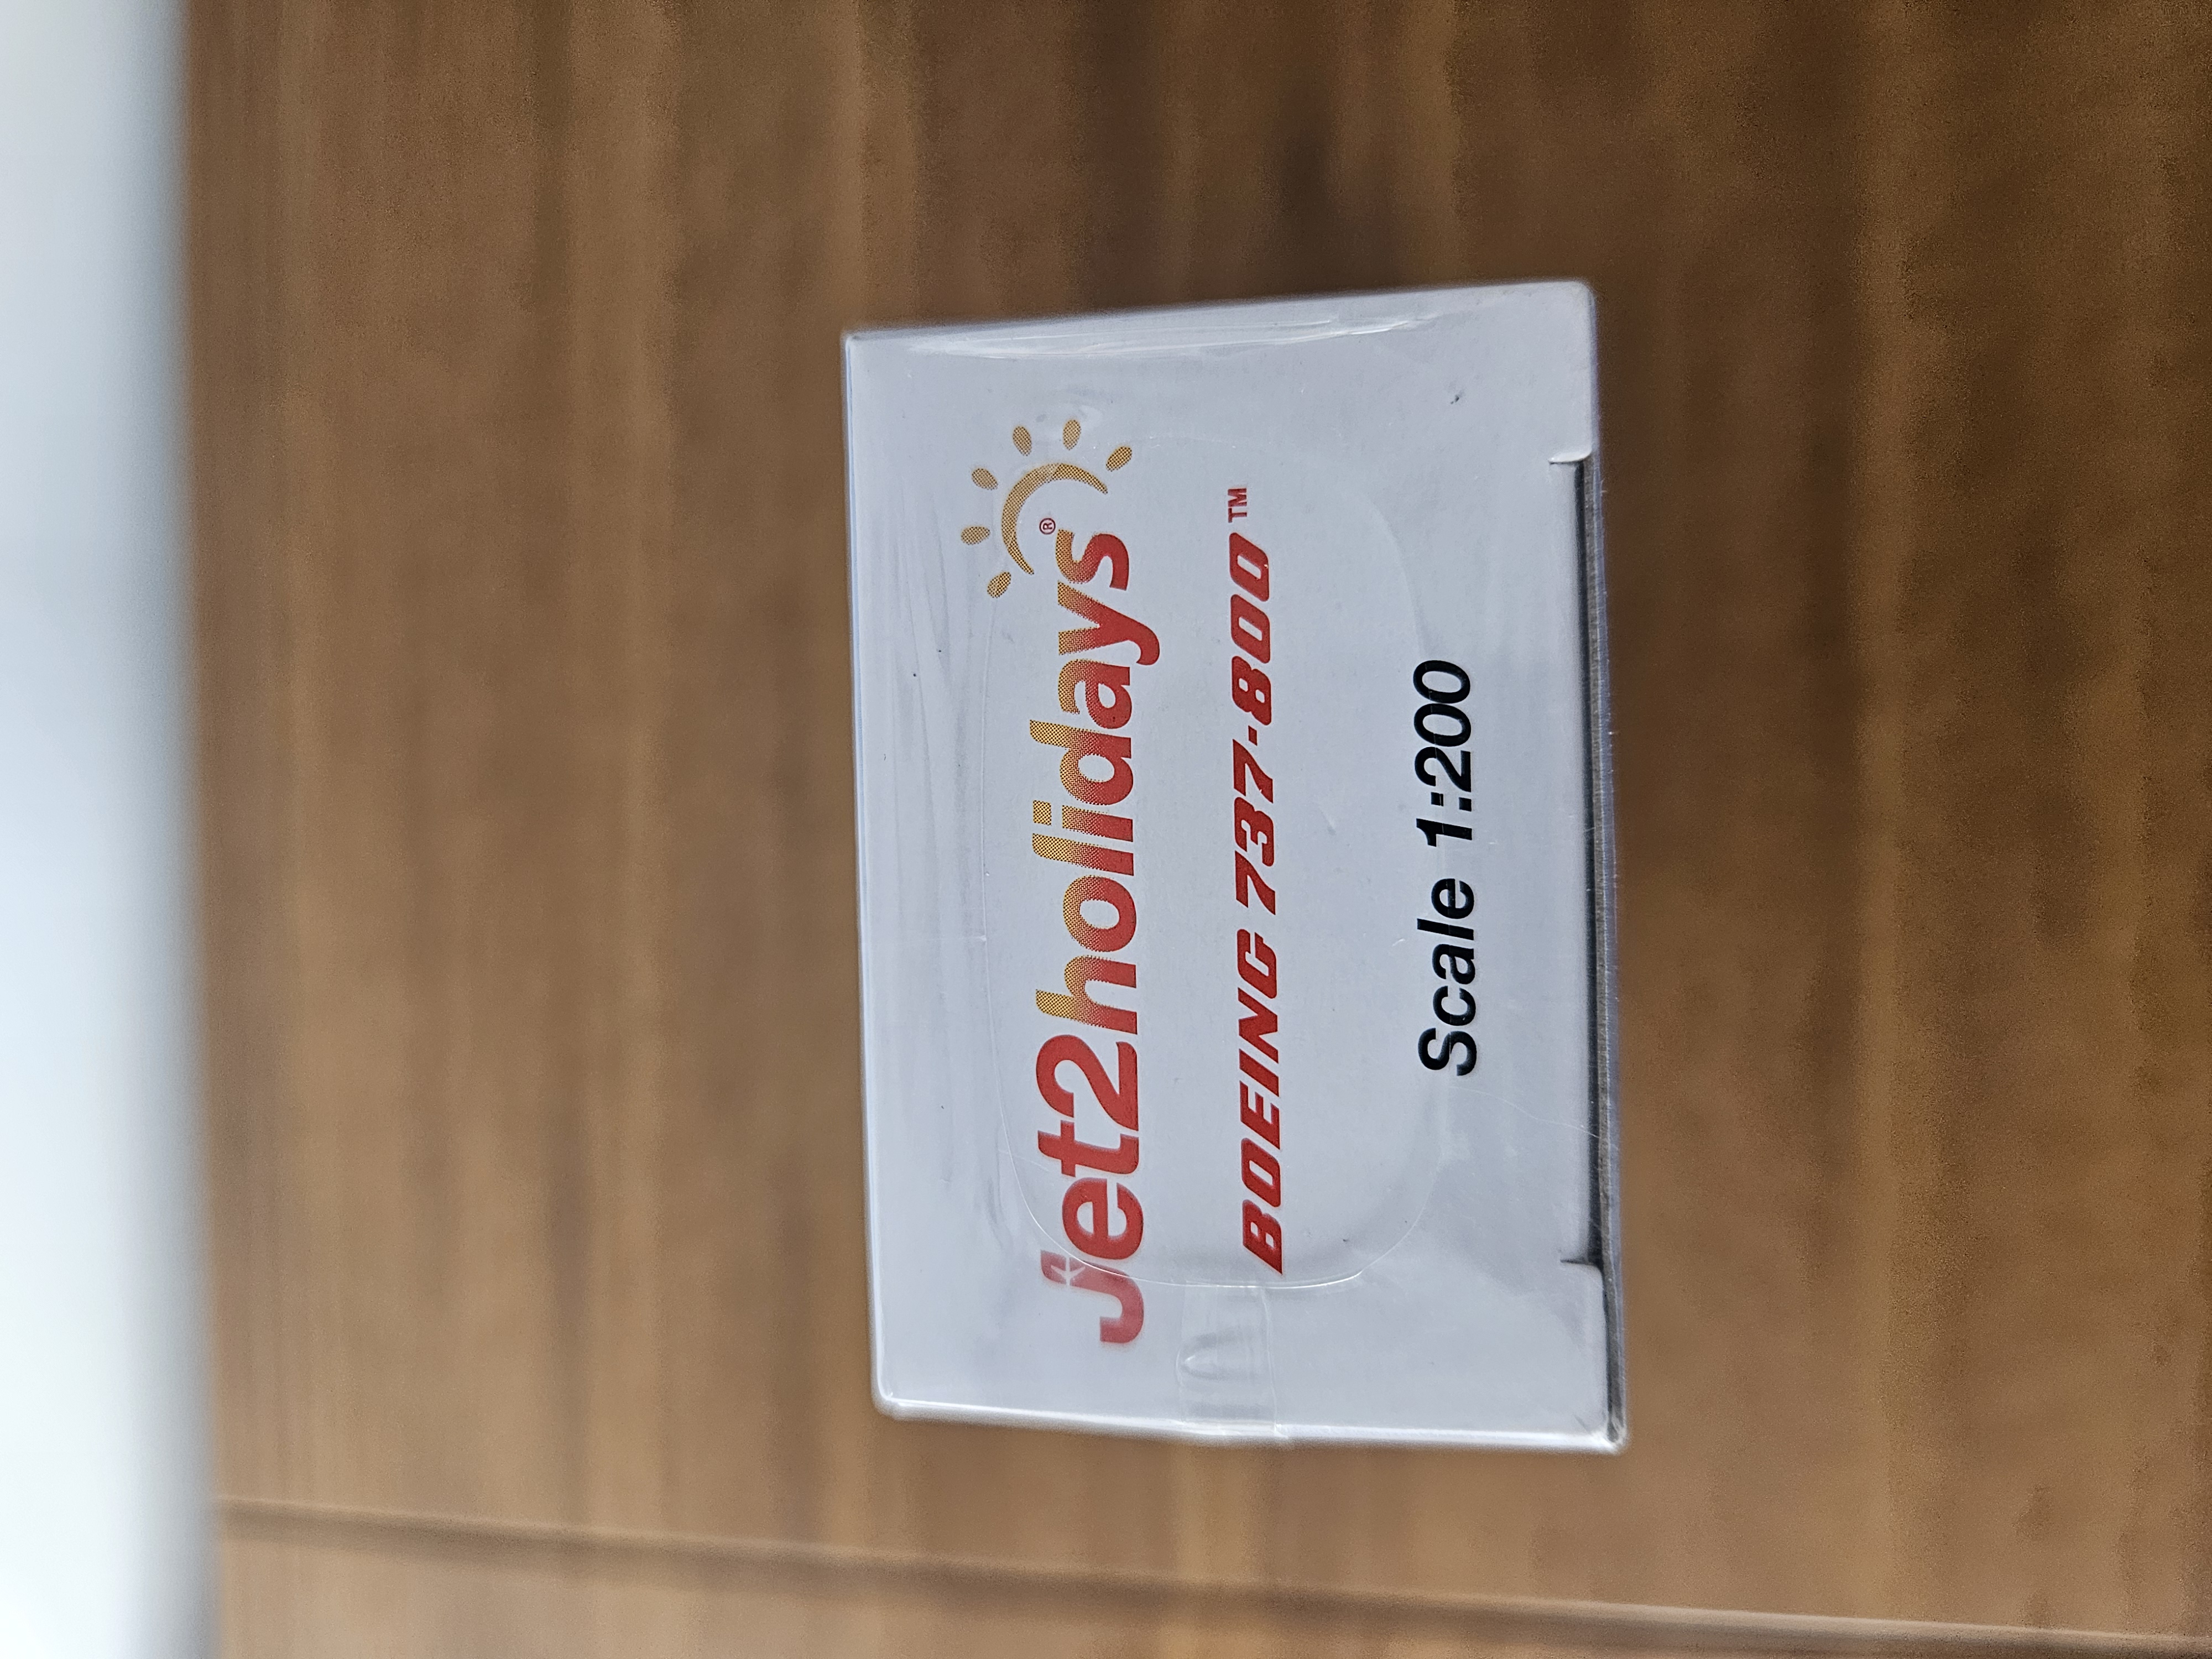 Jet2holidays®
BOEING 737-800™
Scale 1:200